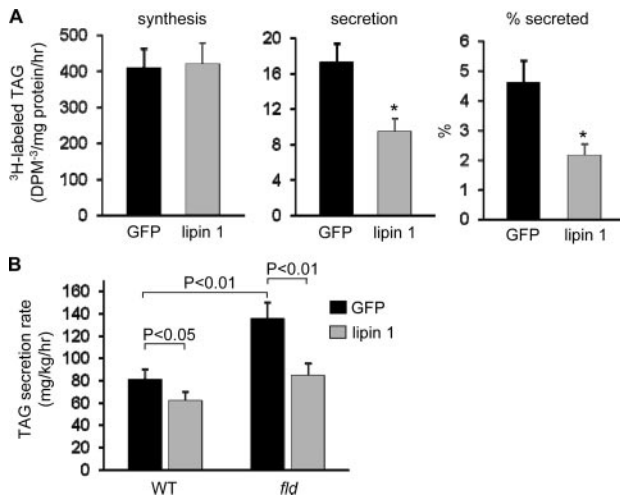 A
synthesis
secretion
% secreted
³H-labeled TAG
(DPM⁻³/mg protein/hr)
500
400
300
200
100
0
GFP
lipin 1
20
16
12
8
4
0
*
GFP
lipin 1
%
6
5
4
3
2
1
0
*
GFP
lipin 1
B
TAG secretion rate
(mg/kg/hr)
160
140
120
100
80
60
40
20
0
P<0.01
P<0.01
P<0.05
GFP
lipin 1
WT
fld